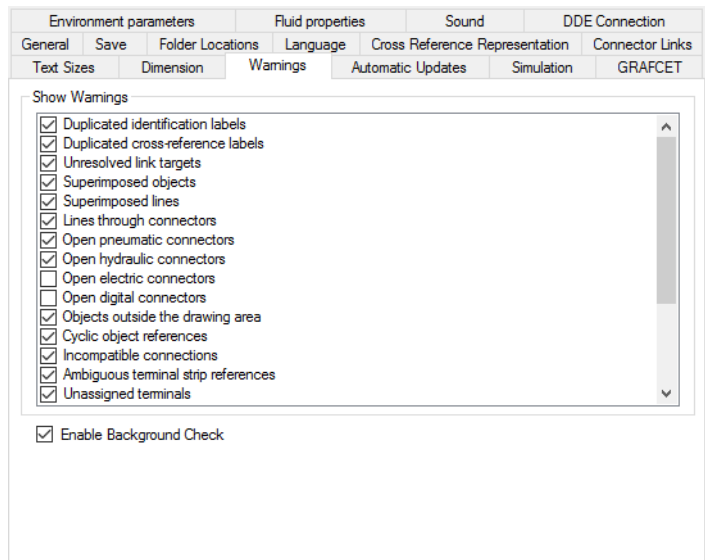 Environment parameters Fluid properties Sound DDE Connection
General Save Folder Locations Language Cross Reference Representation Connector Links
Text Sizes Dimension Warnings Automatic Updates Simulation GRAFCET
Show Warnings
Duplicated identification labels
Duplicated cross-reference labels
Unresolved link targets
Superimposed objects
Superimposed lines
Lines through connectors
Open pneumatic connectors
Open hydraulic connectors
Open electric connectors
Open digital connectors
Objects outside the drawing area
Cyclic object references
Incompatible connections
Ambiguous terminal strip references
Unassigned terminals
Enable Background Check